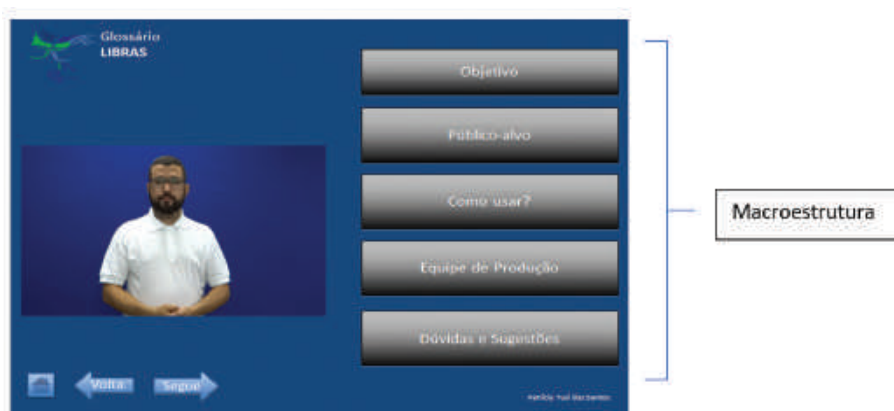 Glossário
LIBRAS
Objetivo
Público-alvo
Como usar?
Equipe de Produção
Dúvidas e Sugestões
Macroestrutura
Volta
Segue